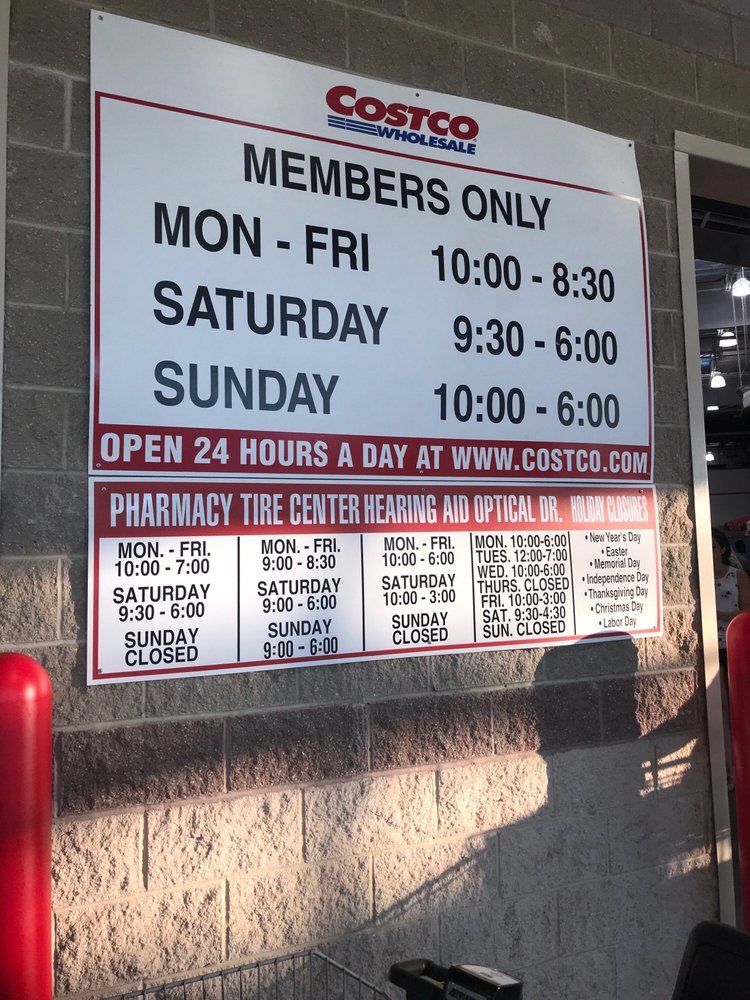 COSTCO
WHOLESALE
MEMBERS ONLY
MON - FRI 10:00 - 8:30
SATURDAY 9:30 - 6:00
SUNDAY 10:00 - 6:00
OPEN 24 HOURS A DAY AT WWW.COSTCO.COM
PHARMACY TIRE CENTER HEARING AID OPTICAL DR. HOLIDAY CLOSURES
MON. - FRI.
10:00 - 7:00
SATURDAY
9:30 - 6:00
SUNDAY
CLOSED
MON. - FRI.
9:00 - 8:30
SATURDAY
9:00 - 6:00
SUNDAY
9:00 - 6:00
MON. - FRI.
10:00 - 6:00
SATURDAY
10:00 - 3:00
SUNDAY
CLOSED
MON. 10:00-6:00
TUES. 12:00-7:00
WED. 10:00-6:00
THURS. CLOSED
FRI. 10:00-3:00
SAT. 9:30-4:30
SUN. CLOSED
• New Year's Day
• Easter
• Memorial Day
• Independence Day
• Thanksgiving Day
• Christmas Day
• Labor Day